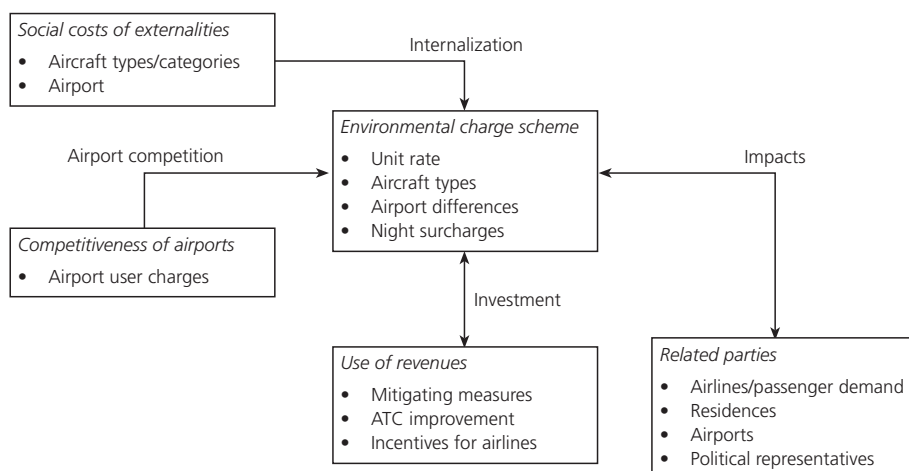 Social costs of externalities
• Aircraft types/categories
• Airport
Internalization
Environmental charge scheme
• Unit rate
• Aircraft types
• Airport differences
• Night surcharges
Airport competition
Impacts
Competitiveness of airports
• Airport user charges
Investment
Use of revenues
• Mitigating measures
• ATC improvement
• Incentives for airlines
Related parties
• Airlines/passenger demand
• Residences
• Airports
• Political representatives